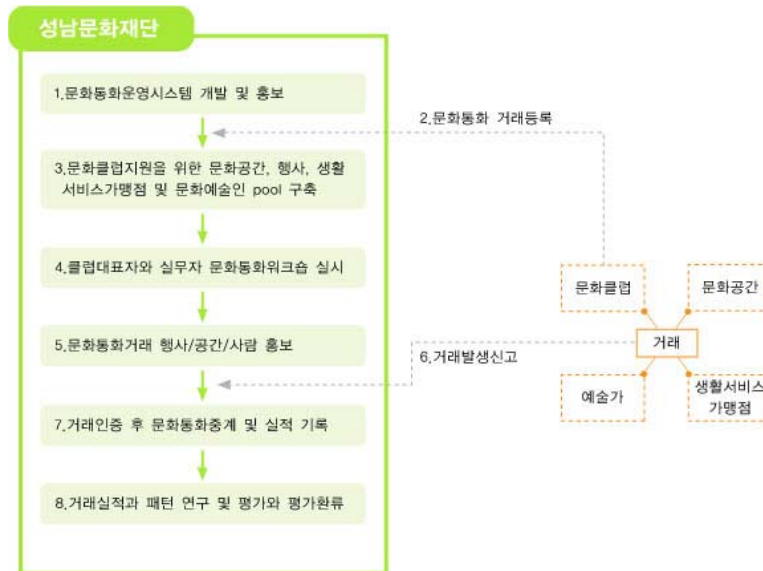 성남문화재단
1.문화통화운영시스템 개발 및 홍보
2.문화통화 거래등록
3.문화클럽지원을 위한 문화공간, 행사, 생활
서비스가맹점 및 문화예술인 pool 구축
4.클럽대표자와 실무자 문화통화워크숍 실시
문화클럽
문화공간
거래
5.문화통화거래 행사/공간/사람 홍보
6.거래발생신고
예술가
생활서비스
가맹점
7.거래인증 후 문화통화중계 및 실적 기록
8.거래실적과 패턴 연구 및 평가와 평가환류